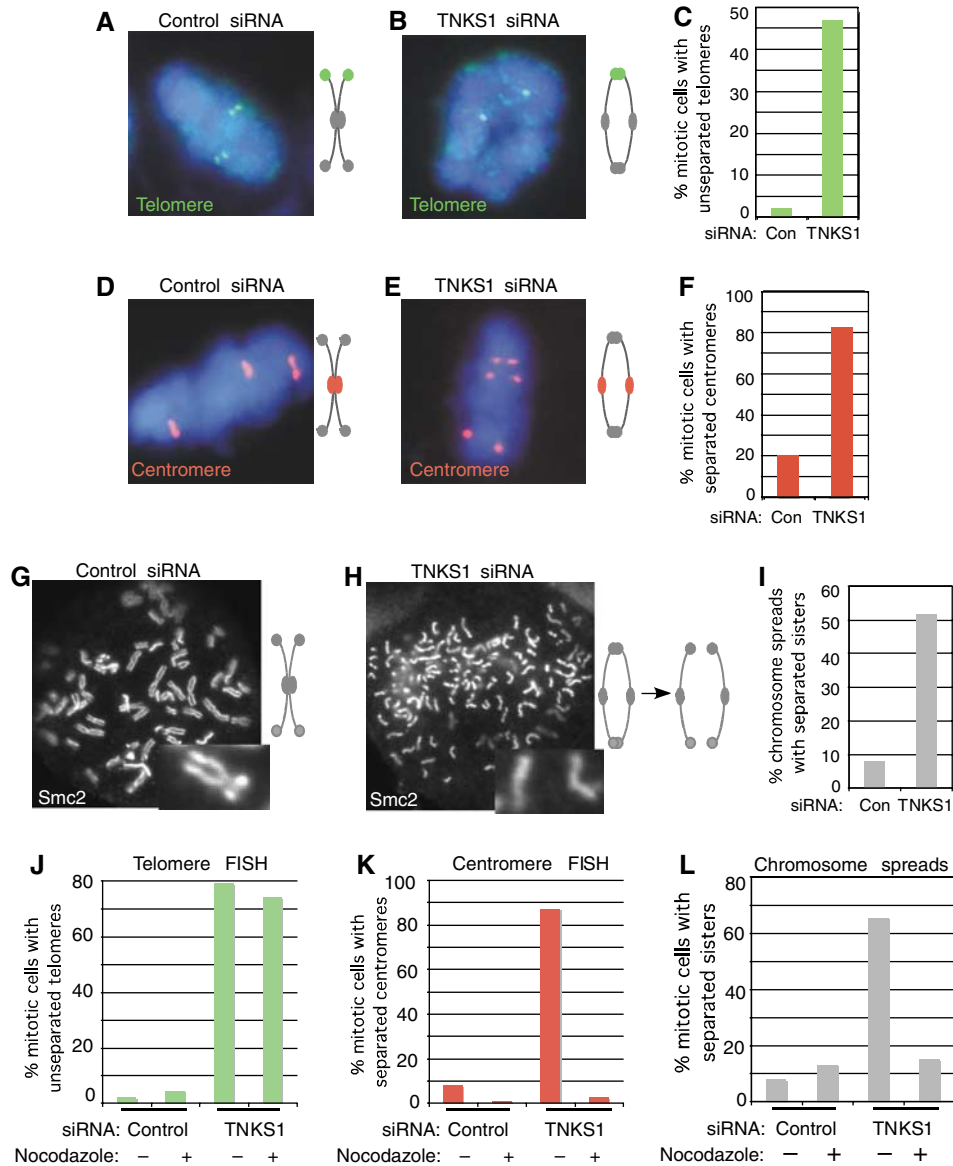 A
Control siRNA
Telomere
B
TNKS1 siRNA
Telomere
C
% mitotic cells with
unseparated telomeres
50
40
30
20
10
0
siRNA: Con TNKS1
D
Control siRNA
Centromere
E
TNKS1 siRNA
Centromere
F
% mitotic cells with
separated centromeres
100
80
60
40
20
0
siRNA: Con TNKS1
G
Control siRNA
Smc2
H
TNKS1 siRNA
Smc2
I
% chromosome spreads
with separated sisters
60
50
40
30
20
10
0
siRNA: Con TNKS1
J
Telomere FISH
% mitotic cells with
unseparated telomeres
80
60
40
20
0
siRNA: Control TNKS1
Nocodazole: − + − +
K
Centromere FISH
% mitotic cells with
separated centromeres
100
80
60
40
20
0
siRNA: Control TNKS1
Nocodazole: − + − +
L
Chromosome spreads
% mitotic cells with
separated sisters
80
60
40
20
0
siRNA: Control TNKS1
Nocodazole: − + − +